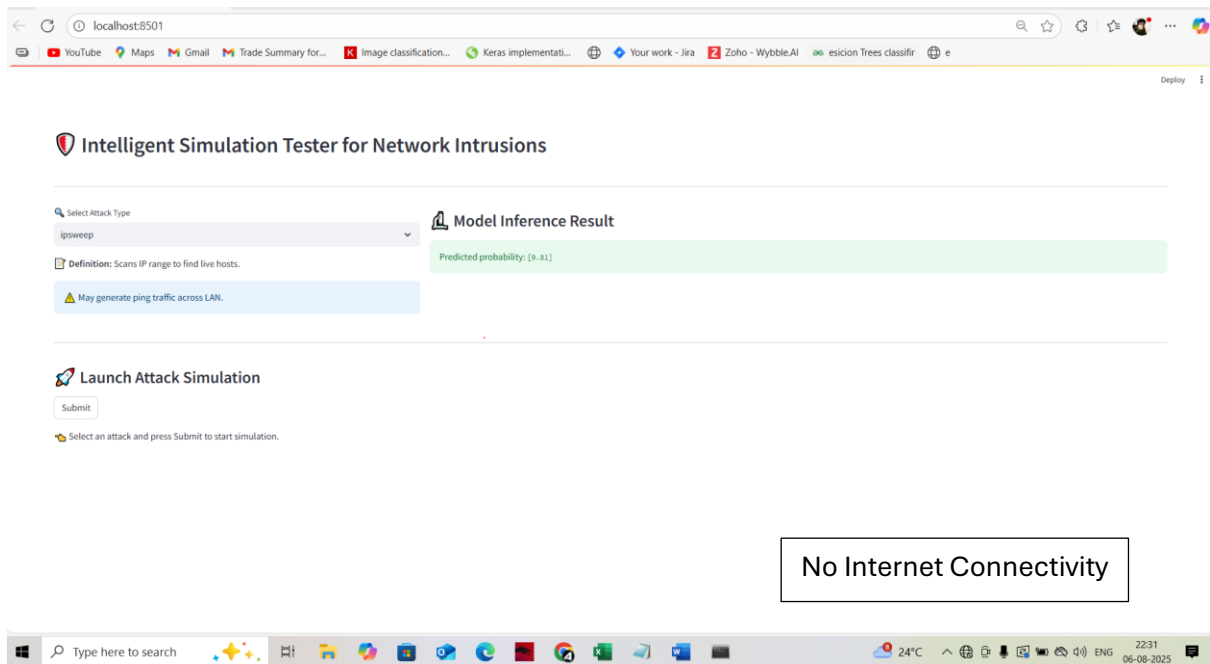 localhost:8501
YouTube Maps Gmail Trade Summary for... Image classification... Keras implementati... Your work - Jira Zoho - Wybble.AI esicion Trees classifir e
Deploy
Intelligent Simulation Tester for Network Intrusions
Select Attack Type
ipsweep
Definition: Scans IP range to find live hosts.
May generate ping traffic across LAN.
Model Inference Result
Predicted probability: [0.81]
Launch Attack Simulation
Submit
Select an attack and press Submit to start simulation.
No Internet Connectivity
Type here to search
24°C
ENG
22:31
06-08-2025